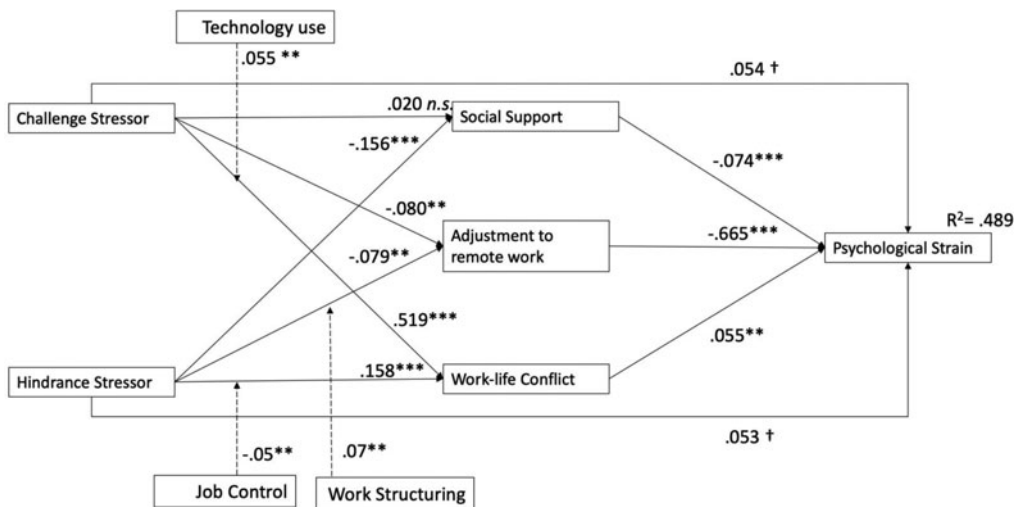 Technology use
.055 **
.054 †
Challenge Stressor
.020 n.s.
Social Support
-.156***
-.074***
-.080**
R²= .489
Adjustment to
remote work
-.665***
Psychological Strain
-.079**
.519***
.055**
Hindrance Stressor
.158***
Work-life Conflict
.053 †
-.05**
.07**
Job Control
Work Structuring